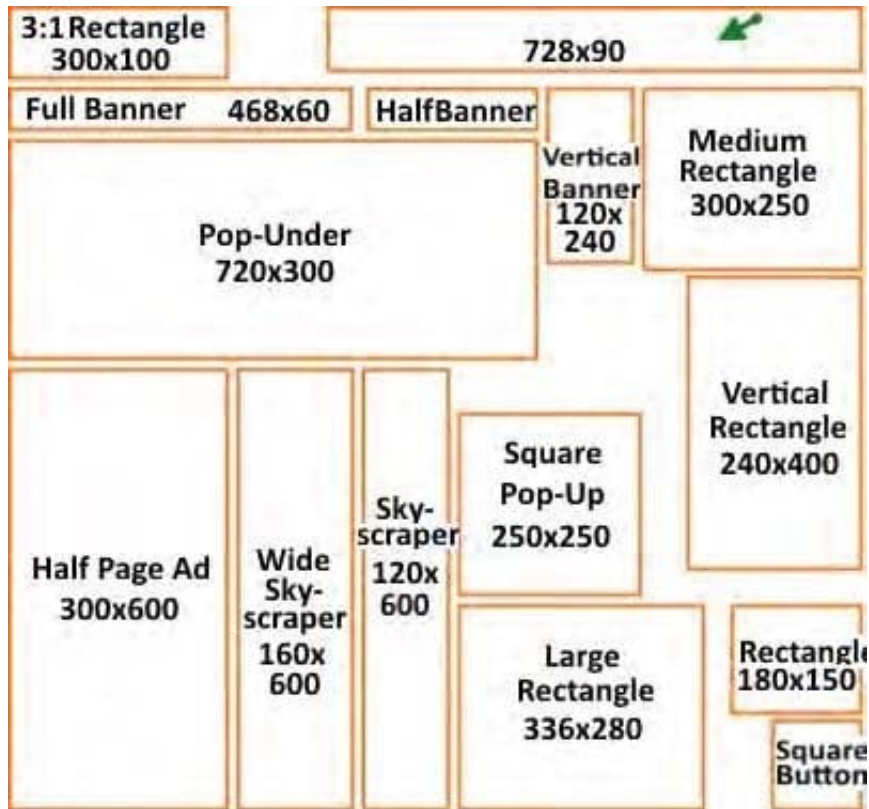 3:1 Rectangle
300x100
728x90
Full Banner 468x60
HalfBanner
Vertical
Banner
120x
240
Medium
Rectangle
300x250
Pop-Under
720x300
Vertical
Rectangle
240x400
Half Page Ad
300x600
Wide
Sky-
scraper
160x
600
Sky-
scraper
120x
600
Square
Pop-Up
250x250
Large
Rectangle
336x280
Rectangle
180x150
Square
Button